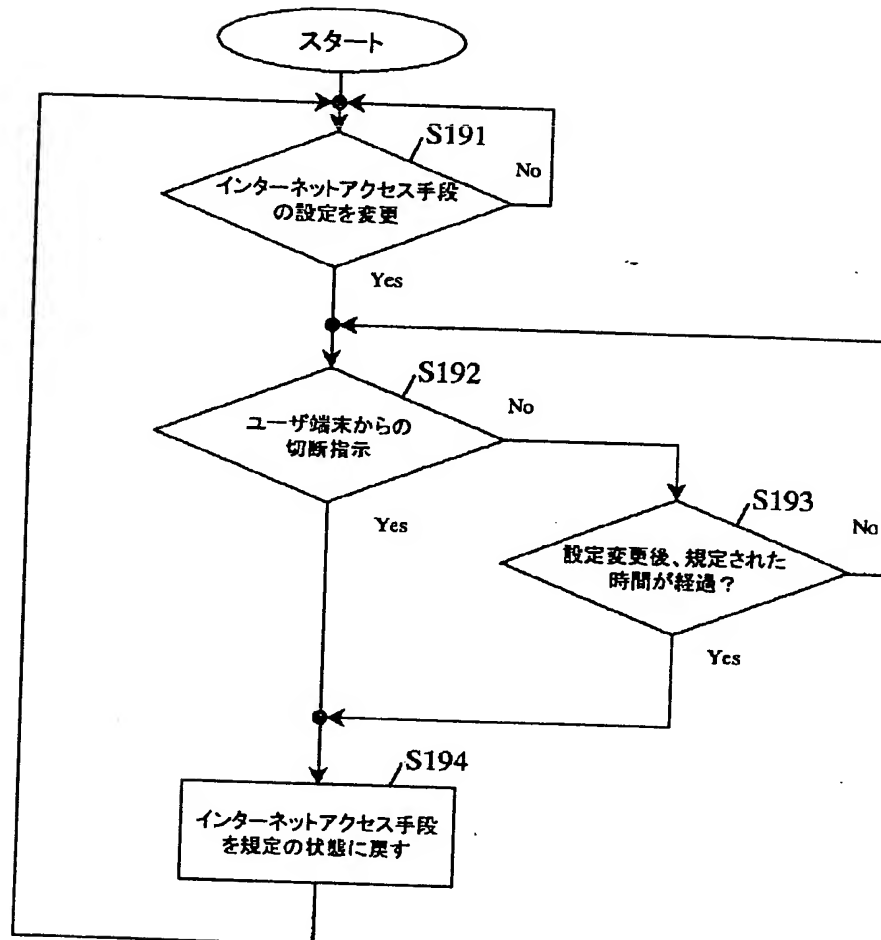 スタート
S191
No
インターネットアクセス手段
の設定を変更
Yes
S192
No
ユーザ端末からの
切断指示
Yes
S193
No
設定変更後、規定された
時間が経過？
Yes
S194
インターネットアクセス手段
を規定の状態に戻す